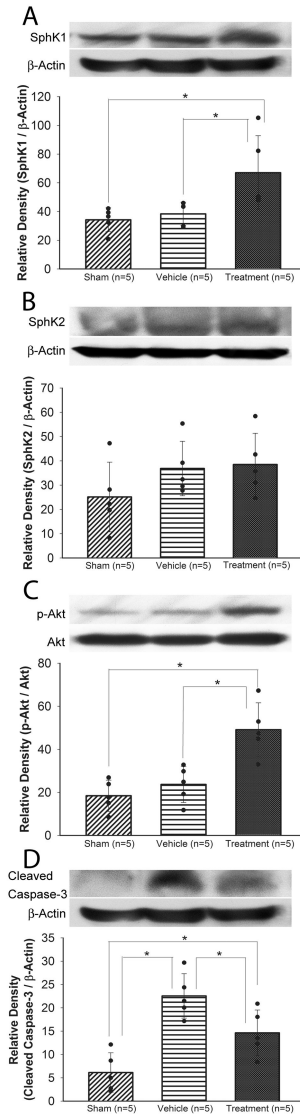 A
SphK1
β-Actin
120
100
80
60
40
20
0
Relative Density (SphK1 / β-Actin)
*
*
Sham (n=5) Vehicle (n=5) Treatment (n=5)
B
SphK2
β-Actin
70
60
50
40
30
20
10
0
Relative Density (SphK2 / β-Actin)
Sham (n=5) Vehicle (n=5) Treatment (n=5)
C
p-Akt
Akt
80
60
40
20
0
Relative Density (p-Akt / Akt)
*
*
Sham (n=5) Vehicle (n=5) Treatment (n=5)
D
Cleaved
Caspase-3
β-Actin
35
30
25
20
15
10
5
0
Relative Density
(Cleaved Caspase-3 / β-Actin)
*
* *
Sham (n=5) Vehicle (n=5) Treatment (n=5)